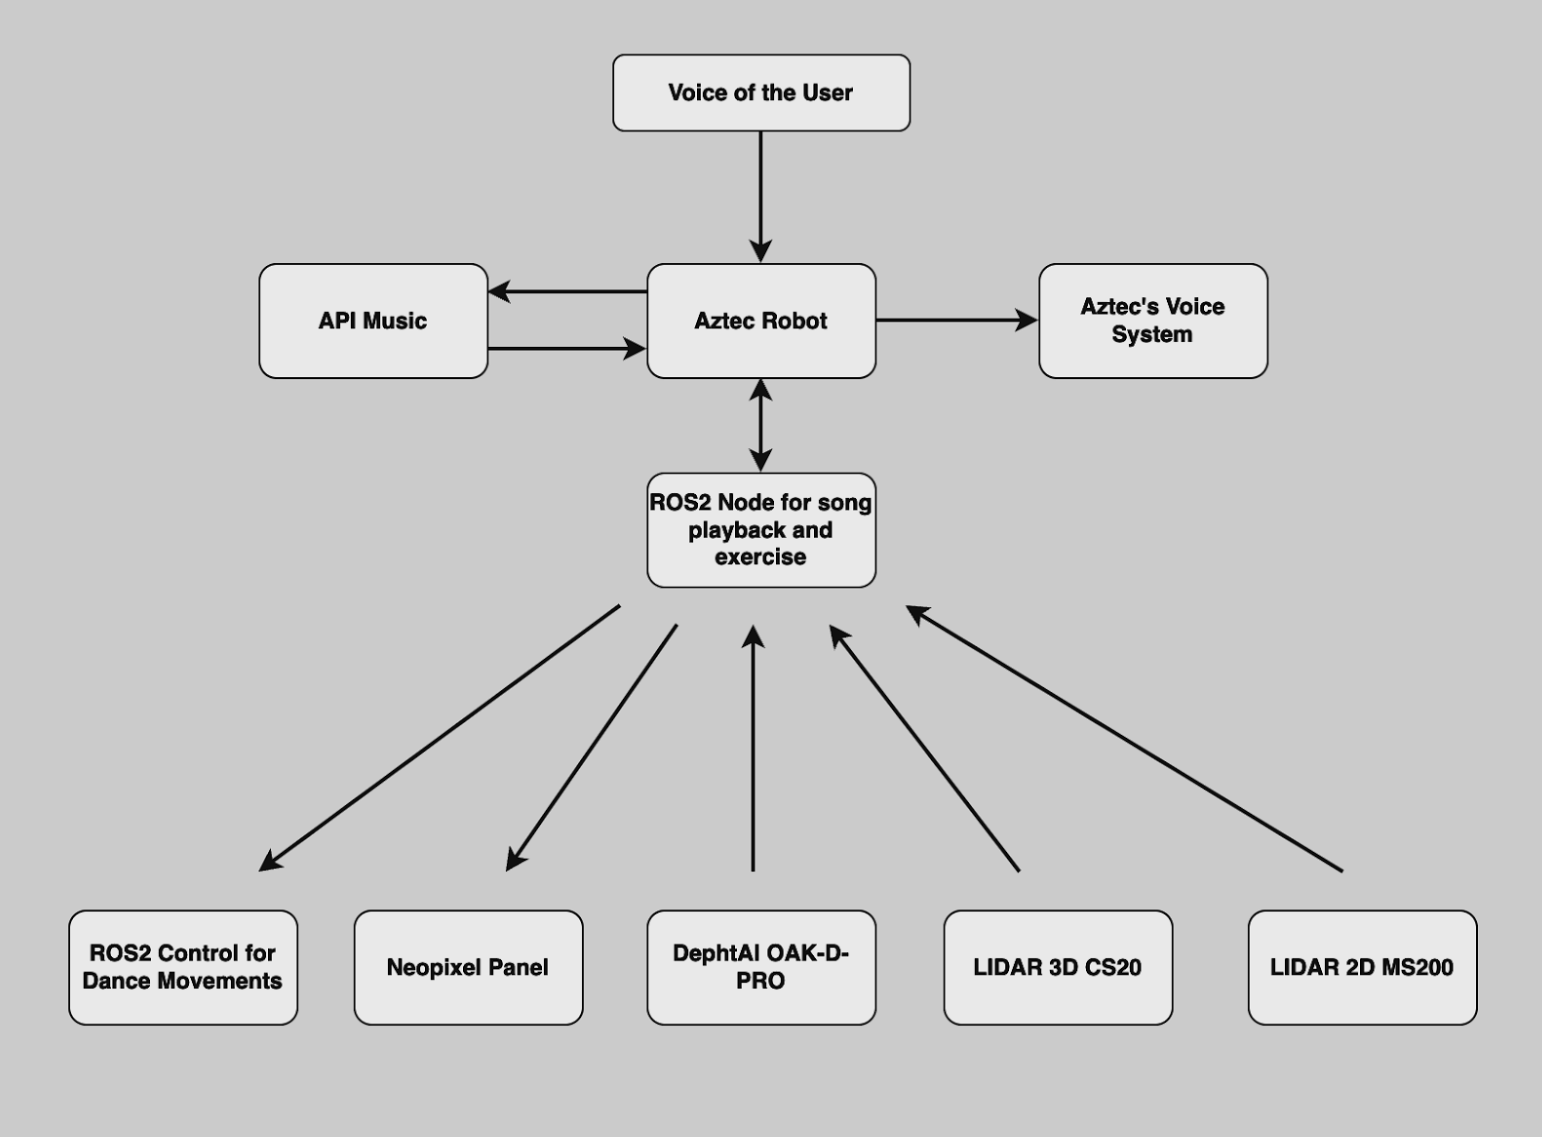 Voice of the User
API Music
Aztec Robot
Aztec's Voice
System
ROS2 Node for song
playback and
exercise
ROS2 Control for
Dance Movements
Neopixel Panel
DephtAI OAK-D-
PRO
LIDAR 3D CS20
LIDAR 2D MS200